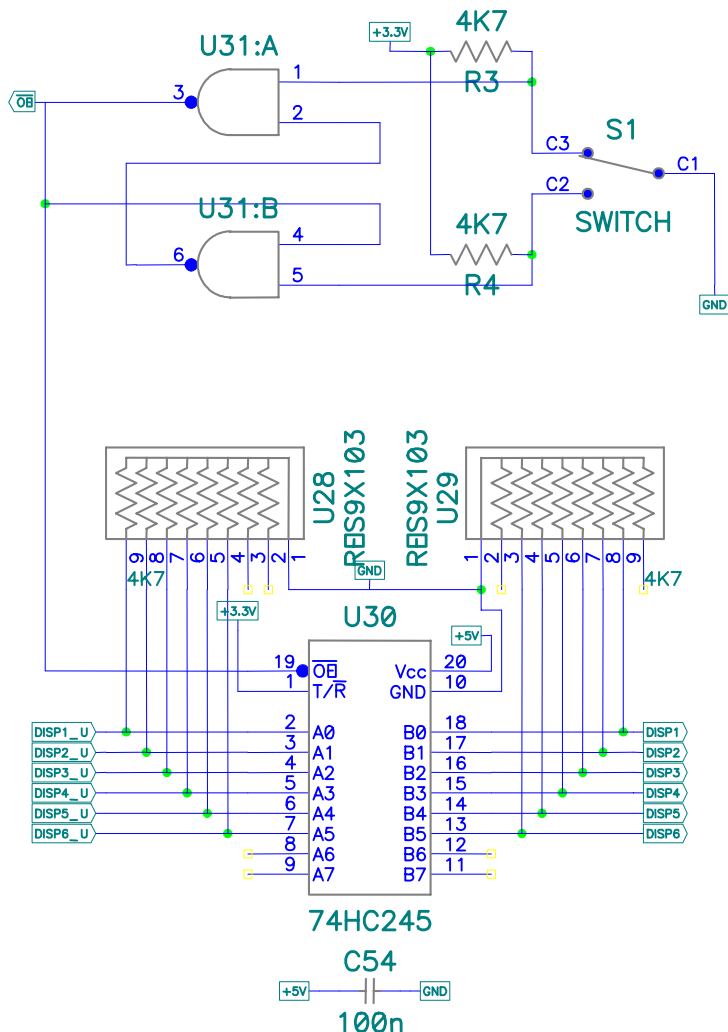 +3.3V
4K7
R3
U31:A
1
2
3
OB
S1
C3
C1
C2
SWITCH
U31:B
4
5
6
4K7
R4
GND
U28
RES9X103
9
8
7
6
5
4
3
2
1
4K7
RES9X103
U29
1
2
3
4
5
6
7
8
9
4K7
GND
+3.3V
U30
+5V
19
OE
Vcc
20
1
T/R
GND
10
DISP1_U
2
A0
B0
18
DISP1
DISP2_U
3
A1
B1
17
DISP2
DISP3_U
4
A2
B2
16
DISP3
DISP4_U
5
A3
B3
15
DISP4
DISP5_U
6
A4
B4
14
DISP5
DISP6_U
7
A5
B5
13
DISP6
8
A6
B6
12
9
A7
B7
11
74HC245
C54
+5V
GND
100n